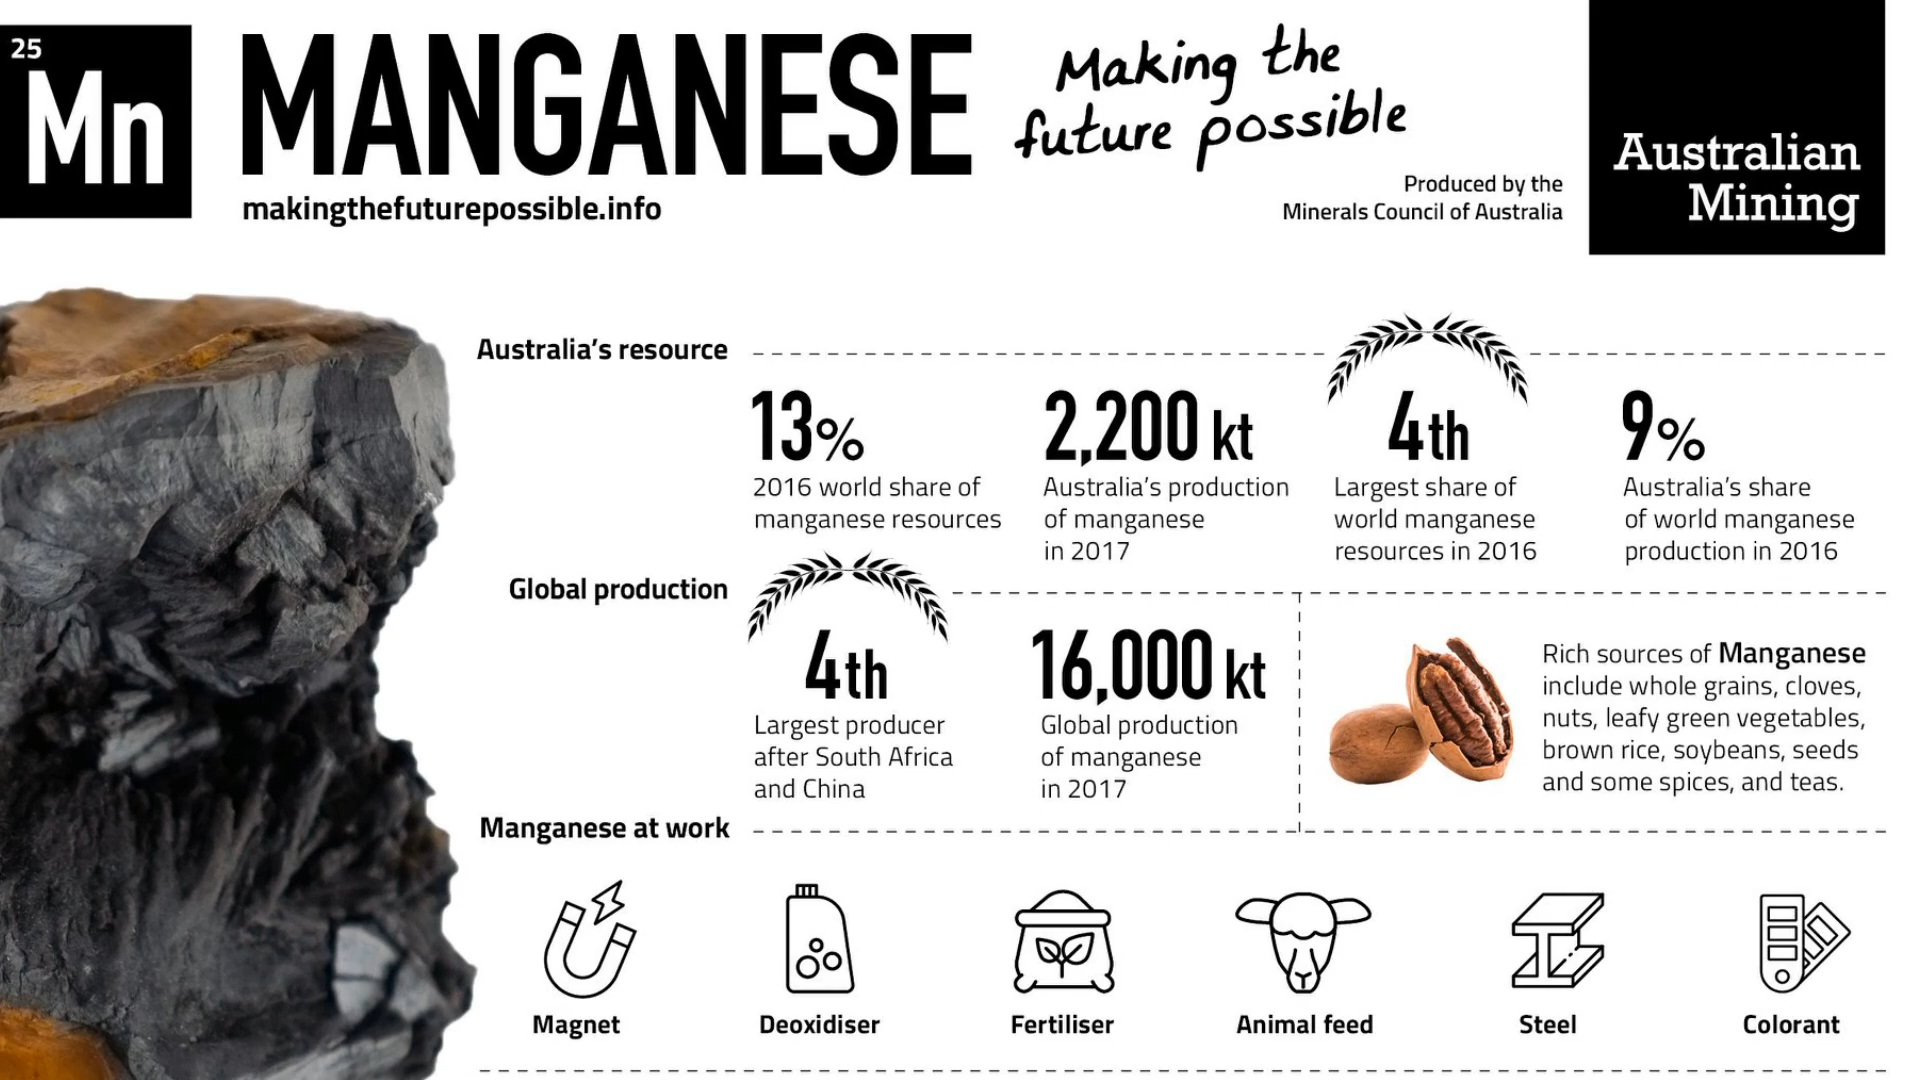 25
Mn
MANGANESE
makingthefuturepossible.info
Making the
future possible
Produced by the
Minerals Council of Australia
Australian
Mining
Australia's resource
13%
2016 world share of
manganese resources
2,200 kt
Australia's production
of manganese
in 2017
4th
Largest share of
world manganese
resources in 2016
9%
Australia's share
of world manganese
production in 2016
Global production
4th
Largest producer
after South Africa
and China
16,000 kt
Global production
of manganese
in 2017
Rich sources of Manganese
include whole grains, cloves,
nuts, leafy green vegetables,
brown rice, soybeans, seeds
and some spices, and teas.
Manganese at work
Magnet
Deoxidiser
Fertiliser
Animal feed
Steel
Colorant